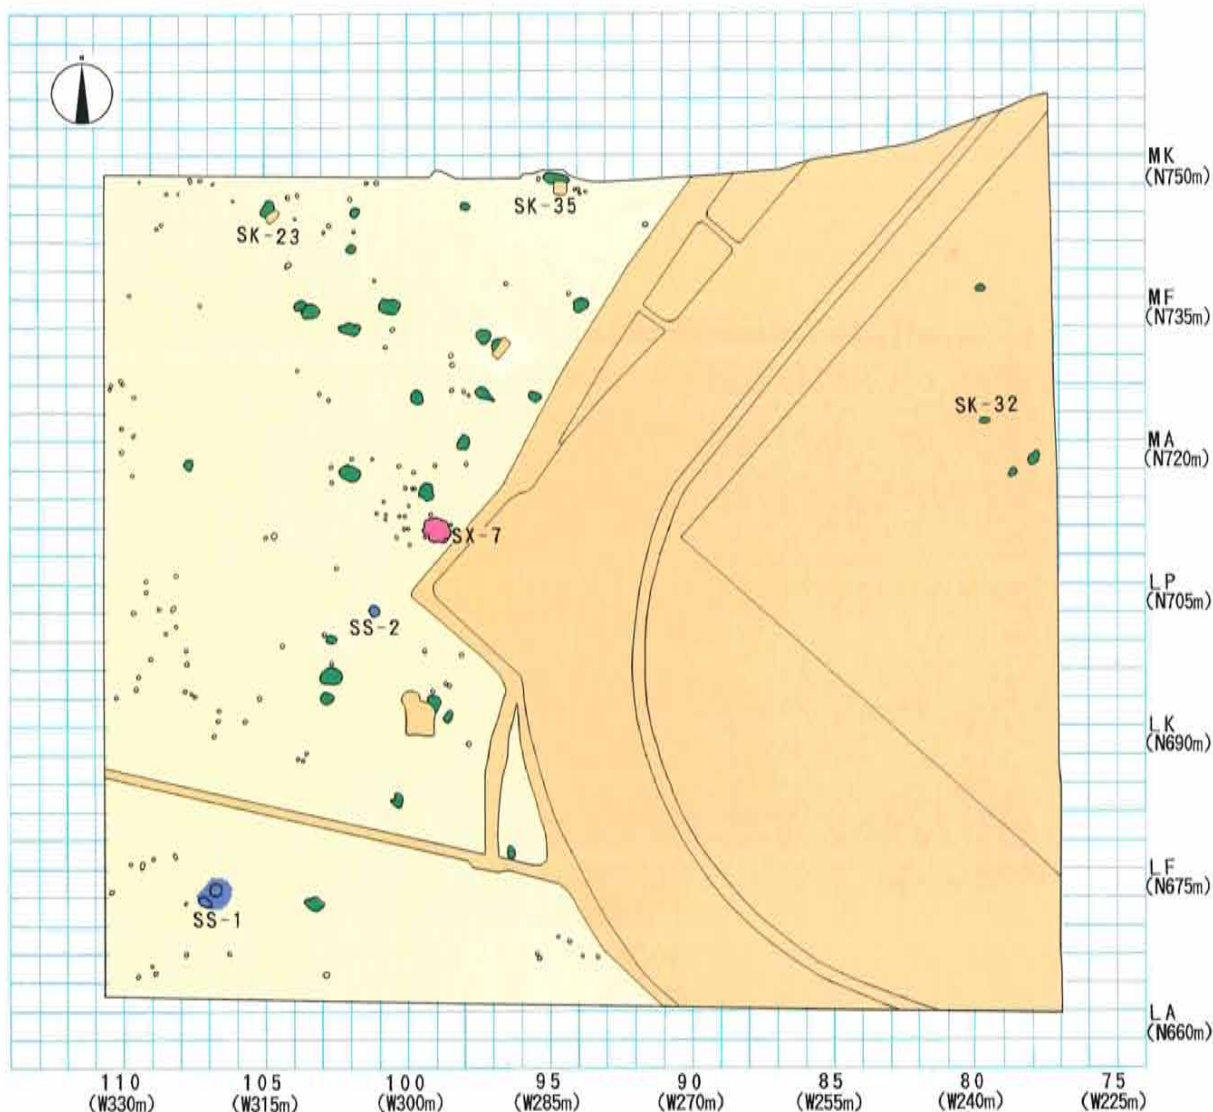 N
MK
(N750m)
SK-35
SK-23
MF
(N735m)
SK-32
MA
(N720m)
SX-7
LP
(N705m)
SS-2
LK
(N690m)
LF
(N675m)
SS-1
LA
(N660m)
110 105 100 95 90 85 80 75
(W330m) (W315m) (W300m) (W285m) (W270m) (W255m) (W240m) (W225m)